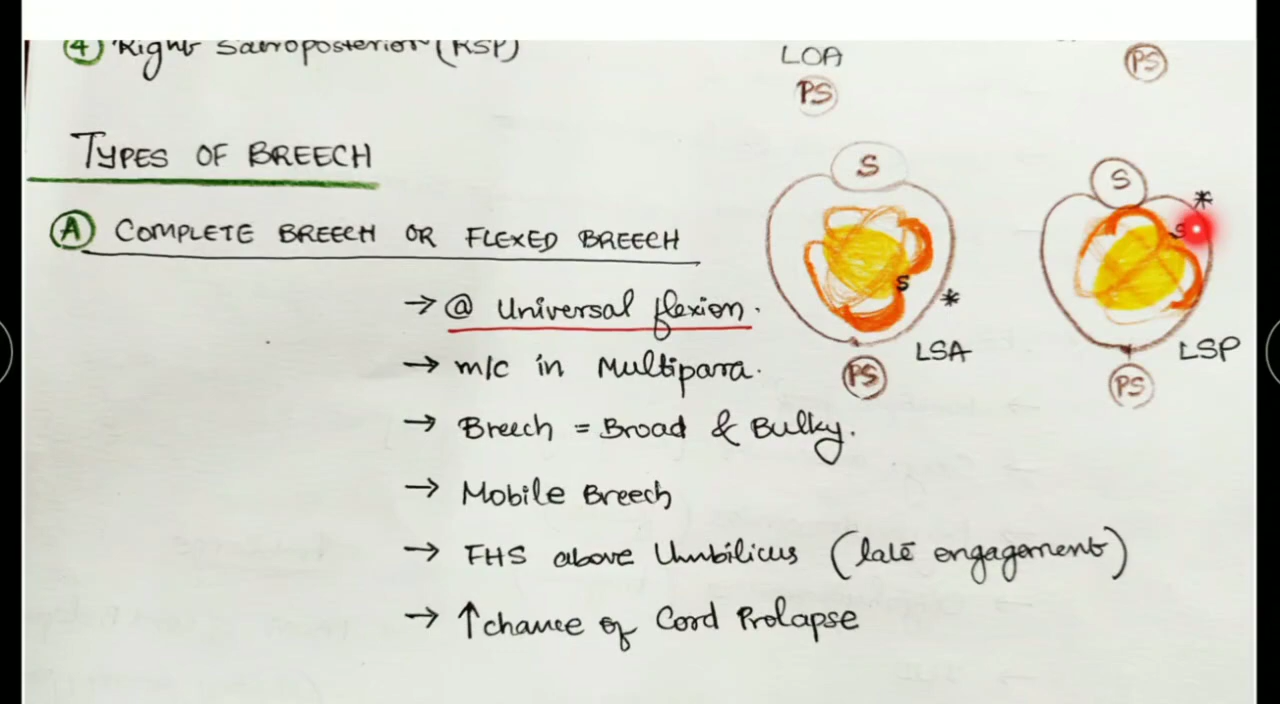 ④ Right Sacroposterior (RSP)
LOA
PS
PS
TYPES OF BREECH
Ⓐ COMPLETE BREECH OR FLEXED BREECH
→ @ Universal flexion.
→ m/c in Multipara.
→ Breech = Broad & Bulky.
→ Mobile Breech
→ FHS above Umbilicus (late engagement)
→ ↑ chance of Cord Prolapse
S
S
*
LSA
PS
S
*
S
LSP
PS